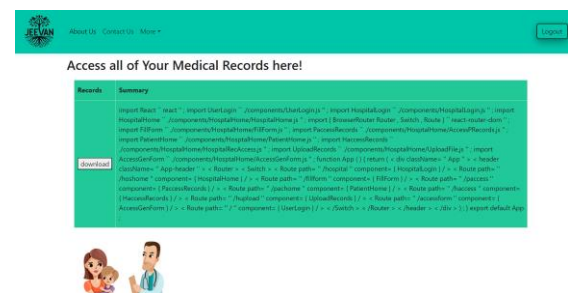 JEEVAN
About Us Contact Us More
Logout
Access all of Your Medical Records here!
Records Summary
import React " react " ; import UserLogin " ./components/UserLogin.js " ; import HospitalLogin " ./components/HospitalLogin.js " ; import
HospitalHome " ./components/HospitalHome/HospitalHome.js " ; import { BrowserRouter Router , Switch , Route } " react-router-dom " ;
import FillForm " ./components/HospitalHome/FillForm.js " ; import PaccessRecords " ./components/HospitalHome/AccessPRecords.js " ;
import PatientHome " ./components/HospitalHome/PatientHome.js " ; import HaccessRecords "
./components/HospitalHome/HospitalRecAccess.js " ; import UploadRecords " ./components/HospitalHome/UploadFile.js " ; import
AccessGenForm " ./components/HospitalHome/AccessGenForm.js " ; function App ( ) { return ( < div className= " App " > < header
className= " App-header " > < Router > < Switch > < Route path= " /hospital " component= { HospitalLogin } / > < Route path= "
/hoshome " component= { HospitalHome } / > < Route path= " /fillform " component= { FillForm } / > < Route path= " /paccess "
download
component= { PaccessRecords } / > < Route path= " /pachome " component= { PatientHome } / > < Route path= " /haccess " component=
{ HaccessRecords } / > < Route path= " /hupload " component= { UploadRecords } / > < Route path= " /accessform " component= {
AccessGenForm } / > < Route path= " / " component= { UserLogin } / > < /Switch > < /Router > < /header > < /div > ) ; } export default App
;